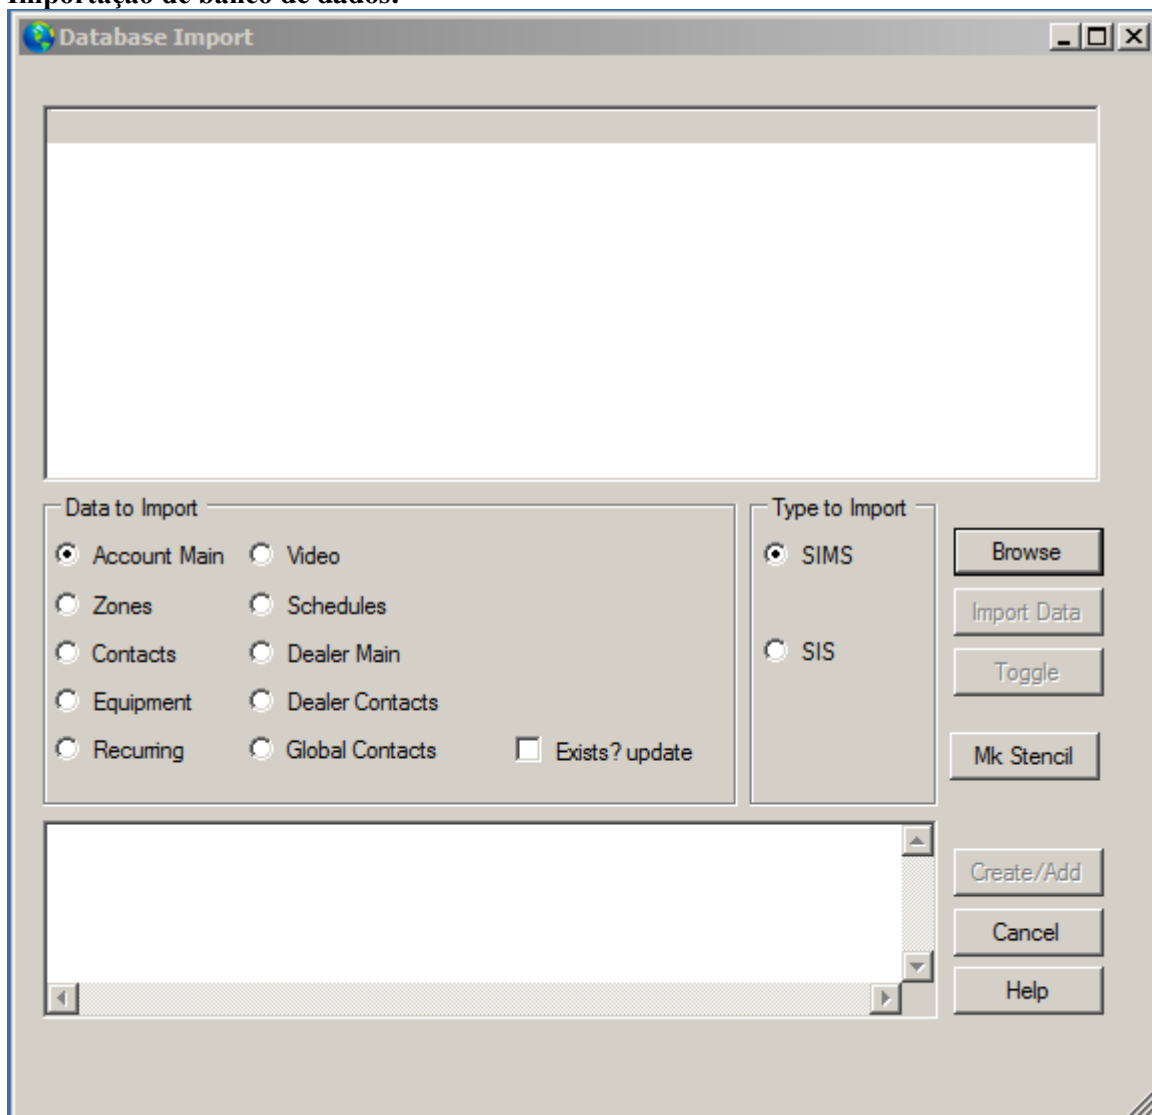 Importação de banco de dados.
Database Import
Data to Import
Type to Import
Account Main Video
SIMS
Browse
Zones Schedules
Import Data
Contacts Dealer Main
SIS
Toggle
Equipment Dealer Contacts
Recurring Global Contacts Exists? update
Mk Stencil
Create/Add
Cancel
Help